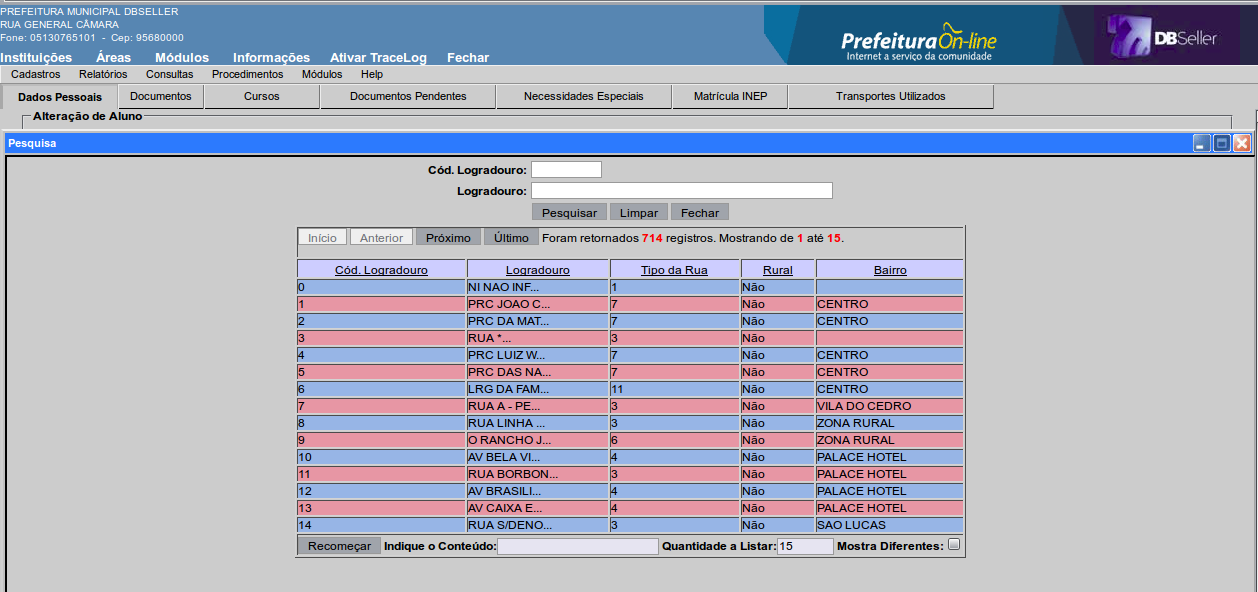 PREFEITURA MUNICIPAL DBSELLER
RUA GENERAL CÂMARA
Fone: 05130765101 - Cep: 95680000
PrefeituraOn-line
Internet a serviço da comunidade
DBSeller
Instituições Áreas Módulos Informações Ativar TraceLog Fechar
Cadastros Relatórios Consultas Procedimentos Módulos Help
Dados Pessoais Documentos Cursos Documentos Pendentes Necessidades Especiais Matrícula INEP Transportes Utilizados
Alteração de Aluno
Pesquisa
Cód. Logradouro:
Logradouro:
Pesquisar Limpar Fechar
Início Anterior Próximo Último Foram retornados 714 registros. Mostrando de 1 até 15.
Cód. Logradouro Logradouro Tipo da Rua Rural Bairro
0 NI NAO INF... 1 Não
1 PRC JOAO C... 7 Não CENTRO
2 PRC DA MAT... 7 Não CENTRO
3 RUA *... 3 Não
4 PRC LUIZ W... 7 Não CENTRO
5 PRC DAS NA... 7 Não CENTRO
6 LRG DA FAM... 11 Não CENTRO
7 RUA A - PE... 3 Não VILA DO CEDRO
8 RUA LINHA ... 3 Não ZONA RURAL
9 O RANCHO J... 6 Não ZONA RURAL
10 AV BELA VI... 4 Não PALACE HOTEL
11 RUA BORBON... 3 Não PALACE HOTEL
12 AV BRASILI... 4 Não PALACE HOTEL
13 AV CAIXA E... 4 Não PALACE HOTEL
14 RUA S/DENO... 3 Não SAO LUCAS
Recomeçar Indique o Conteúdo: Quantidade a Listar: 15 Mostra Diferentes: